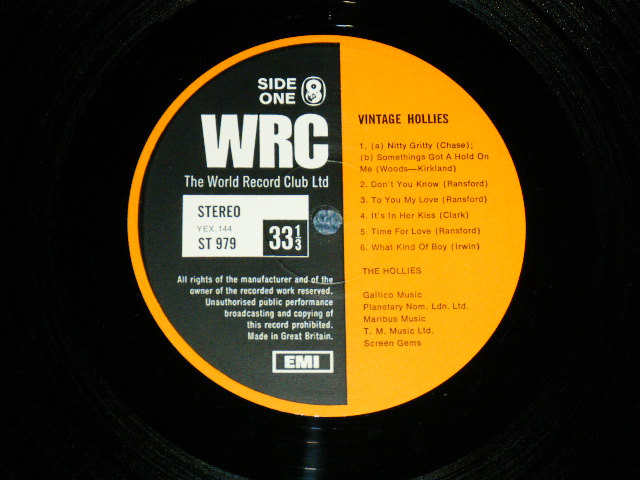 SIDE
ONE 8
WRC
The World Record Club Ltd
STEREO
YEX.144
ST 979
33⅓
All rights of the manufacturer and of the
owner of the recorded work reserved.
Unauthorised public performance
broadcasting and copying of
this record prohibited.
Made in Great Britain.
EMI
VINTAGE HOLLIES
1. (a) Nitty Gritty (Chase);
(b) Somethings Got A Hold On
Me (Woods—Kirkland)
2. Don't You Know (Ransford)
3. To You My Love (Ransford)
4. It's In Her Kiss (Clark)
5. Time For Love (Ransford)
6. What Kind Of Boy (Irwin)
THE HOLLIES
Gallico Music
Planetary Nom. Ldn. Ltd.
Maribus Music
T. M. Music Ltd.
Screen Gems